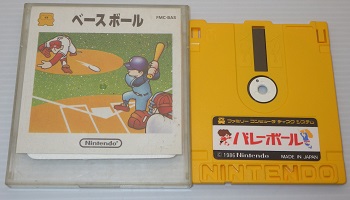 ベースボール
FMC-BAS
Nintendo
ファミリー コンピュータ ディスク システム
バレーボール
© 1986 Nintendo
MADE IN JAPAN
NINTENDO